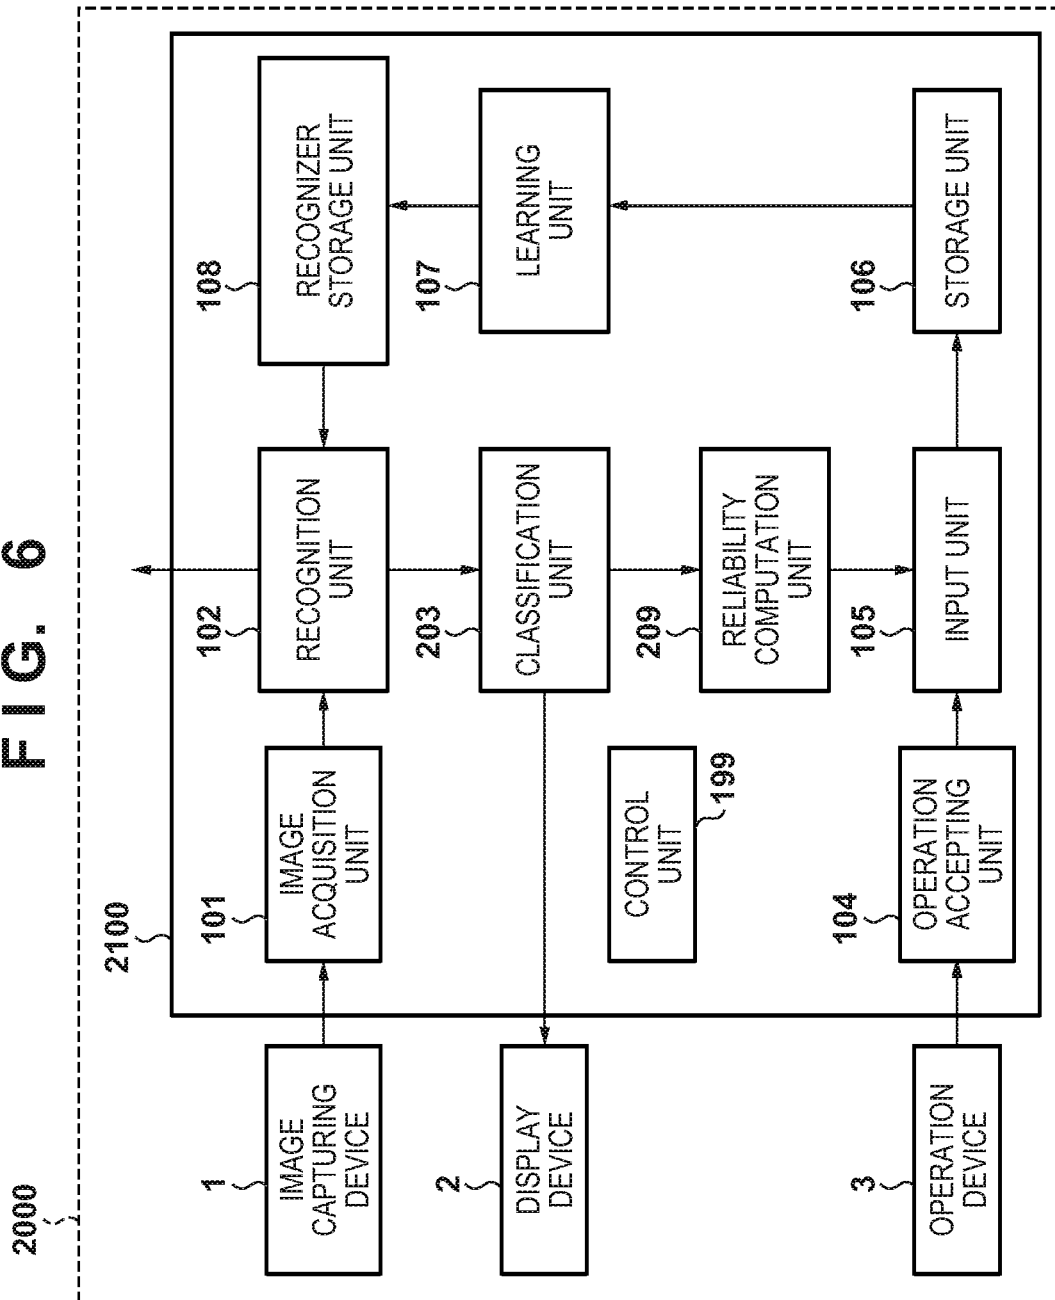 FIG. 6
2000
2100
1
IMAGE
CAPTURING
DEVICE
101
IMAGE
ACQUISITION
UNIT
102
RECOGNITION
UNIT
108
RECOGNIZER
STORAGE UNIT
2
DISPLAY
DEVICE
203
CLASSIFICATION
UNIT
107
LEARNING
UNIT
CONTROL
UNIT
199
209
RELIABILITY
COMPUTATION
UNIT
3
OPERATION
DEVICE
104
OPERATION
ACCEPTING
UNIT
105
INPUT UNIT
106
STORAGE UNIT